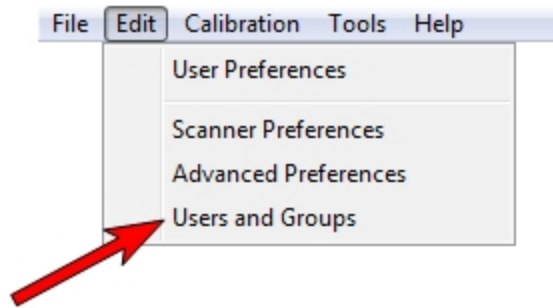 File Edit Calibration Tools Help
User Preferences
Scanner Preferences
Advanced Preferences
Users and Groups